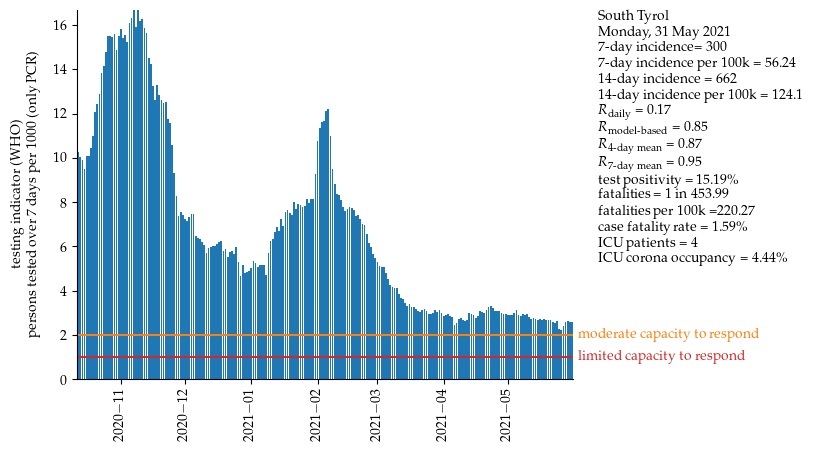 South Tyrol
Monday, 31 May 2021
7-day incidence= 300
7-day incidence per 100k = 56.24
14-day incidence = 662
14-day incidence per 100k = 124.1
R_daily = 0.17
R_model-based = 0.85
R_4-day mean = 0.87
R_7-day mean = 0.95
test positivity = 15.19%
fatalities = 1 in 453.99
fatalities per 100k =220.27
case fatality rate = 1.59%
ICU patients = 4
ICU corona occupancy = 4.44%
testing indicator (WHO)
persons tested over 7 days per 1000 (only PCR)
16
14
12
10
8
6
4
2
0
moderate capacity to respond
limited capacity to respond
2020−11
2020−12
2021−01
2021−02
2021−03
2021−04
2021−05